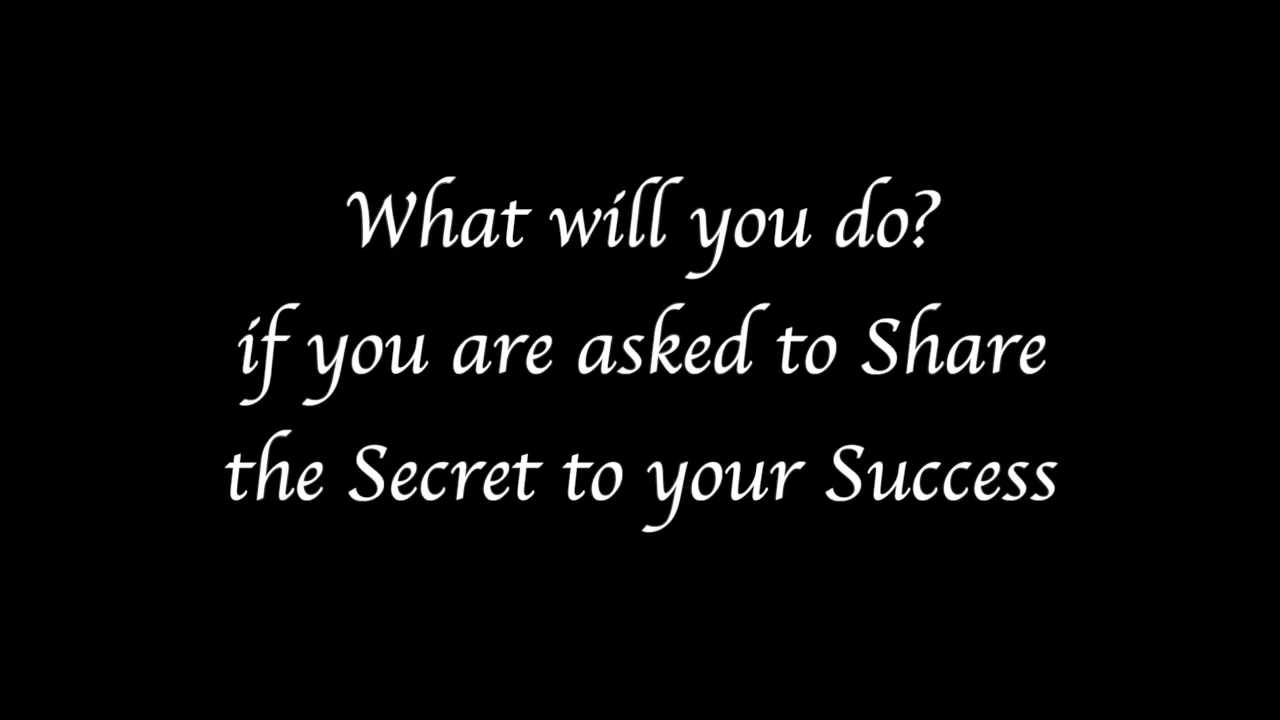 What will you do?
if you are asked to Share
the Secret to your Success